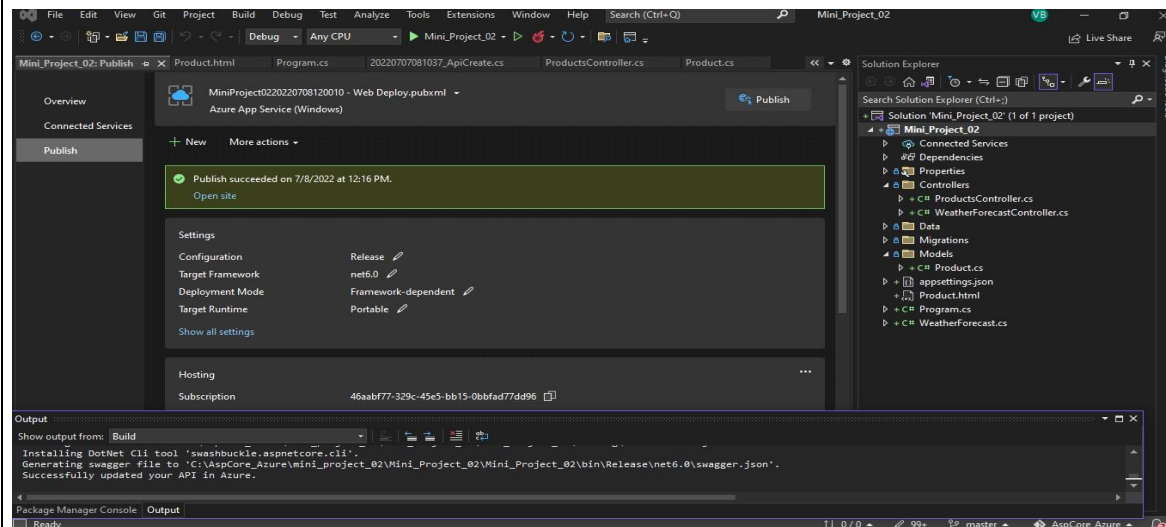 File Edit View Git Project Build Debug Test Analyze Tools Extensions Window Help Search (Ctrl+Q) Mini_Project_02 VB
Debug Any CPU Mini_Project_02 Live Share
Mini_Project_02: Publish Product.html Program.cs 20220707081037_ApiCreate.cs ProductsController.cs Product.cs
Overview
Connected Services
Publish
MiniProject0220220708120010 - Web Deploy.pubxml
Azure App Service (Windows)
Publish
+ New More actions
Publish succeeded on 7/8/2022 at 12:16 PM.
Open site
Settings
Configuration Release
Target Framework net6.0
Deployment Mode Framework-dependent
Target Runtime Portable
Show all settings
Hosting
Subscription 46aabf77-329c-45e5-bb15-0bbfad77dd96
Solution Explorer
Search Solution Explorer (Ctrl+;)
Solution 'Mini_Project_02' (1 of 1 project)
Mini_Project_02
Connected Services
Dependencies
Properties
Controllers
C# ProductsController.cs
C# WeatherForecastController.cs
Data
Migrations
Models
C# Product.cs
appsettings.json
Product.html
C# Program.cs
C# WeatherForecast.cs
Output
Show output from: Build
Installing DotNet Cli tool 'swashbuckle.aspnetcore.cli'.
Generating swagger file to 'C:\AspCore_Azure\mini_project_02\Mini_Project_02\Mini_Project_02\bin\Release\net6.0\swagger.json'.
Successfully updated your API in Azure.
Package Manager Console Output
Ready 0 / 0 99+ master AspCore_Azure